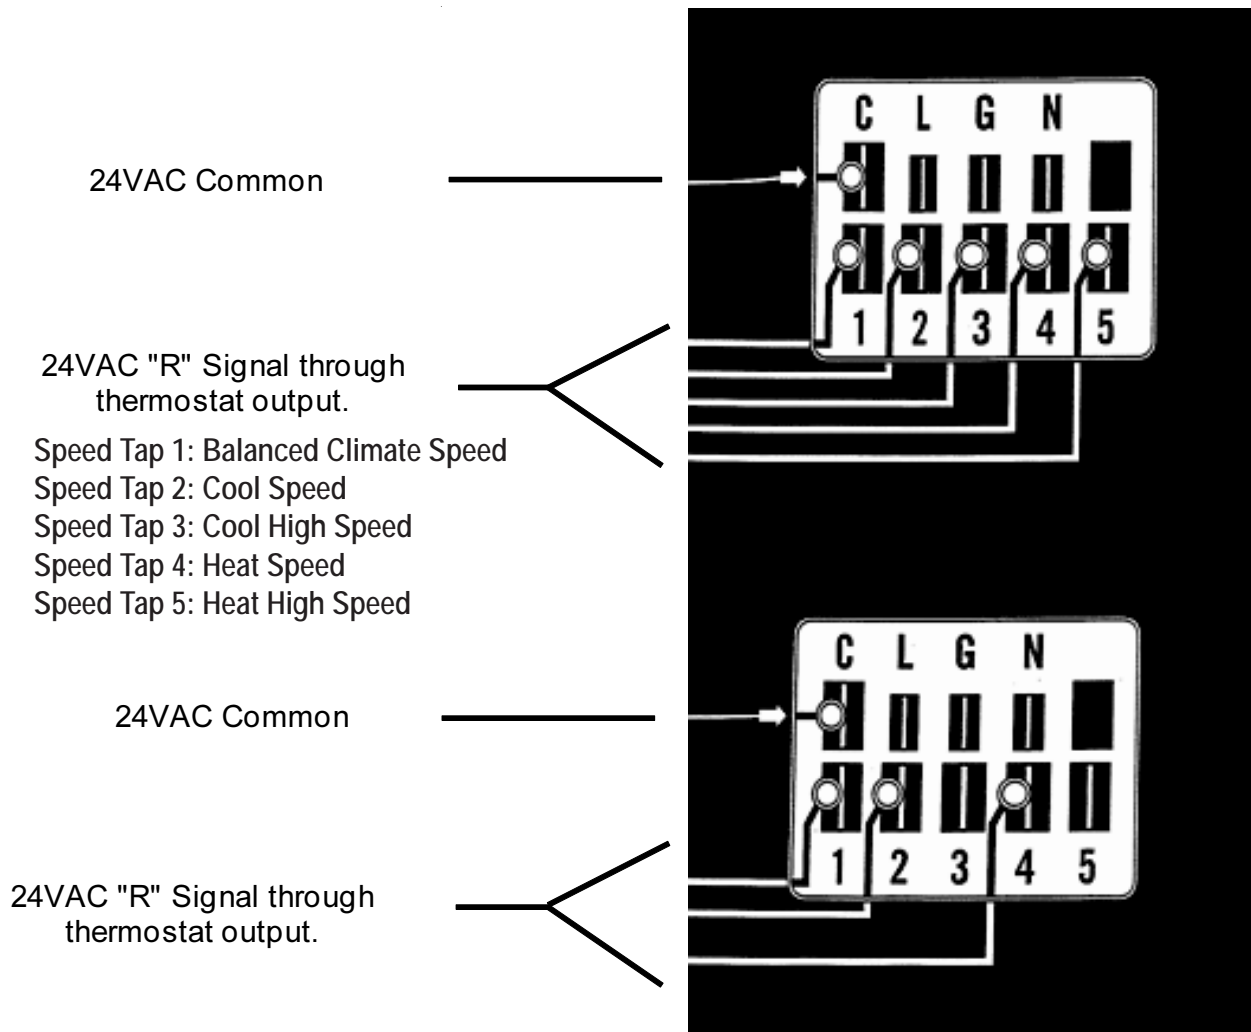 C L G N
24VAC Common
1 2 3 4 5
24VAC "R" Signal through
thermostat output.
Speed Tap 1: Balanced Climate Speed
Speed Tap 2: Cool Speed
Speed Tap 3: Cool High Speed
Speed Tap 4: Heat Speed
Speed Tap 5: Heat High Speed
C L G N
24VAC Common
1 2 3 4 5
24VAC "R" Signal through
thermostat output.